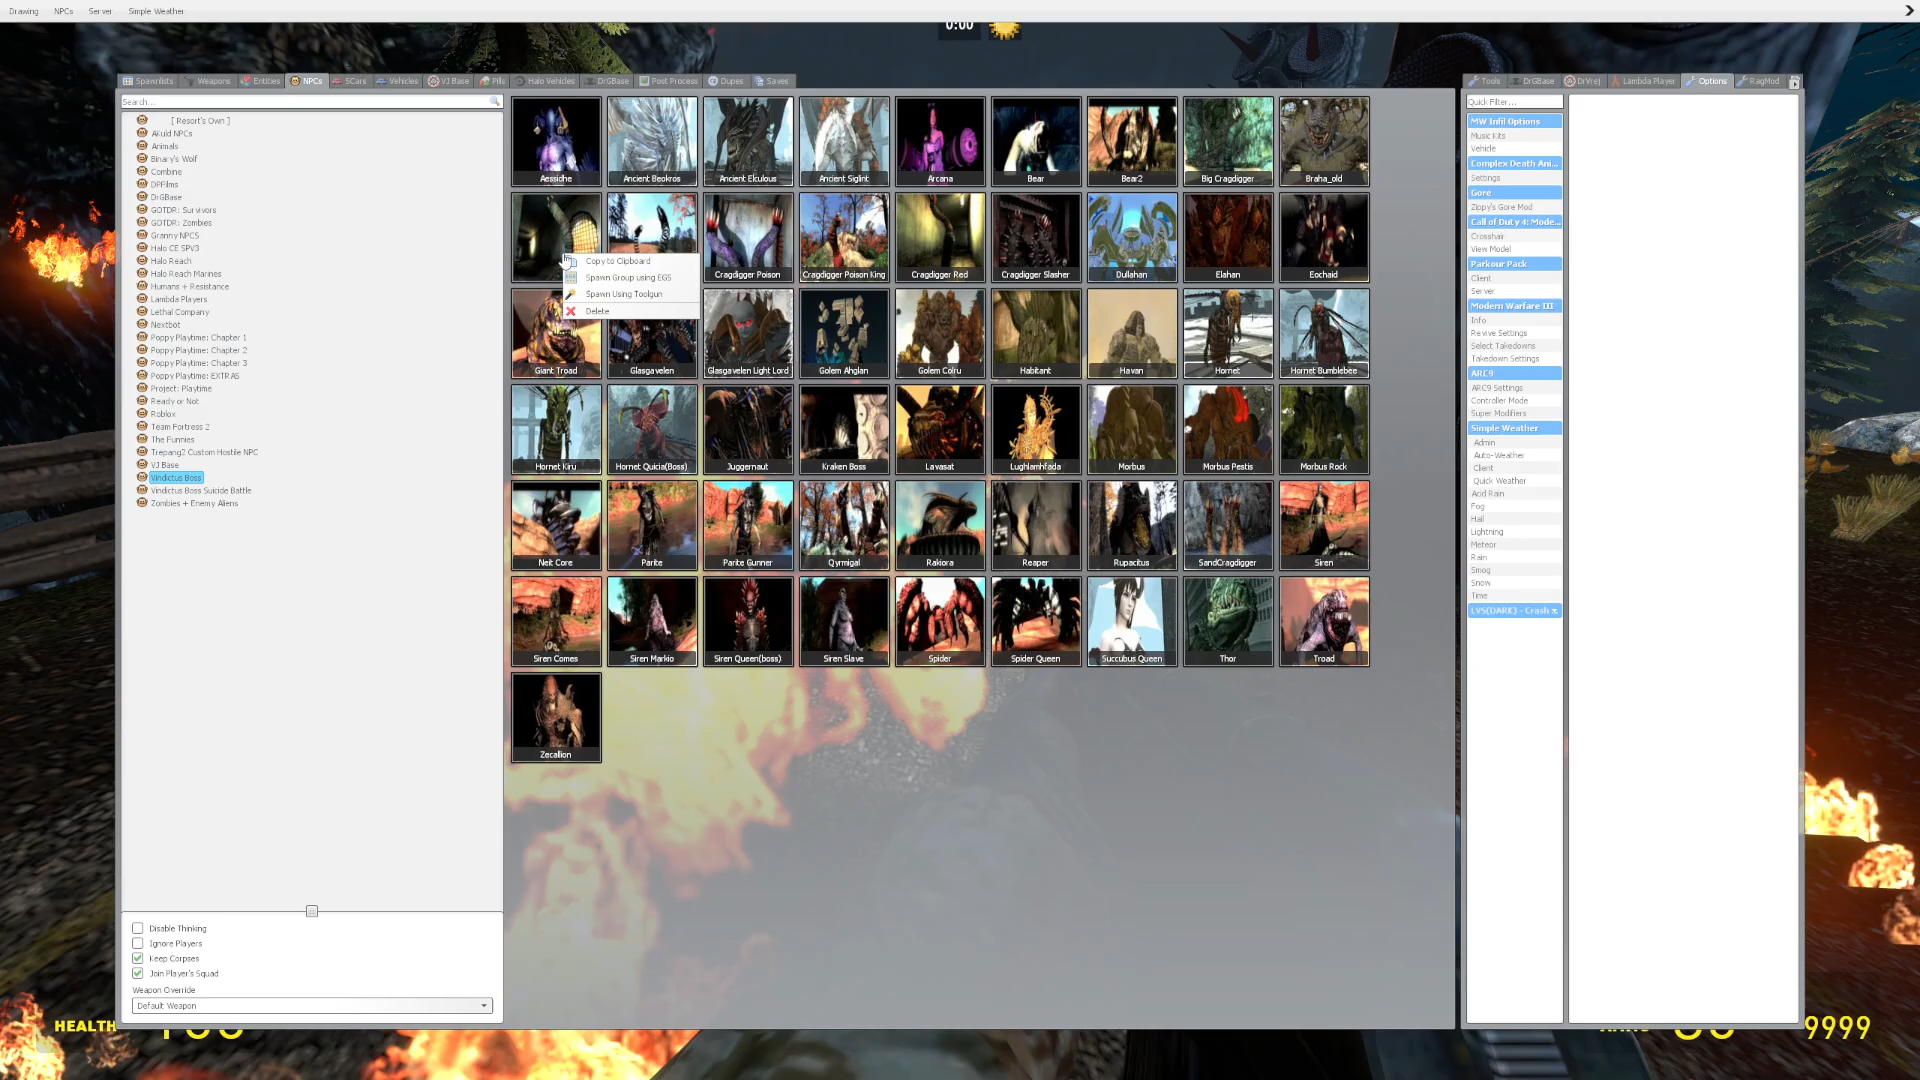 Drawing NPCs Server Simple Weather
0:00
Spawnlists Weapons Entities NPCs SCars Vehicles VJ Base Pills Halo Vehicles DrGBase Post Process Dupes Saves
Search...
[ Resort's Own ]
Akuld NPCs
Animals
Binary's Wolf
Combine
DPFilms
DrGBase
GOTDR: Survivors
GOTDR: Zombies
Granny NPCS
Halo CE SPV3
Halo Reach
Halo Reach Marines
Humans + Resistance
Lambda Players
Lethal Company
Nextbot
Poppy Playtime: Chapter 1
Poppy Playtime: Chapter 2
Poppy Playtime: Chapter 3
Poppy Playtime: EXTRAS
Project: Playtime
Ready or Not
Roblox
Team Fortress 2
The Funnies
Trepang2 Custom Hostile NPC
VJ Base
Vindictus Boss
Vindictus Boss Suicide Battle
Zombies + Enemy Aliens
Disable Thinking
Ignore Players
Keep Corpses
Join Player's Squad
Weapon Override
Default Weapon
Aessidhe Ancient Beokros Ancient Elculous Ancient Siglint Arcana Bear Bear2 Big Cragdigger Braha_old
Cragdigger Poison Cragdigger Poison King Cragdigger Red Cragdigger Slasher Dullahan Elahan Eochaid
Copy to Clipboard
Spawn Group using EGS
Spawn Using Toolgun
Delete
Giant Troad Glasgavelen Glasgavelen Light Lord Golem Ahglan Golem Colru Habitant Havan Hornet Hornet Bumblebee
Hornet Kiru Hornet Quicia(Boss) Juggernaut Kraken Boss Lavasat Lughlamhfada Morbus Morbus Pestis Morbus Rock
Neit Core Parite Parite Gunner Qyrmigal Rakiora Reaper Rupacitus SandCragdigger Siren
Siren Comes Siren Markio Siren Queen(boss) Siren Slave Spider Spider Queen Succubus Queen Thor Troad
Zecallion
Tools DrGBase DrVrej Lambda Player Options RagMod
Quick Filter...
MW Infil Options
Music Kits
Vehicle
Complex Death Ani...
Settings
Gore
Zippy's Gore Mod
Call of Duty 4: Mode...
Crosshair
View Model
Parkour Pack
Client
Server
Modern Warfare III
Info
Revive Settings
Select Takedowns
Takedown Settings
ARC9
ARC9 Settings
Controller Mode
Super Modifiers
Simple Weather
Admin
Auto-Weather
Client
Quick Weather
Acid Rain
Fog
Hail
Lightning
Meteor
Rain
Smog
Snow
Time
LVS(DARK) - Crash
HEALTH
9999